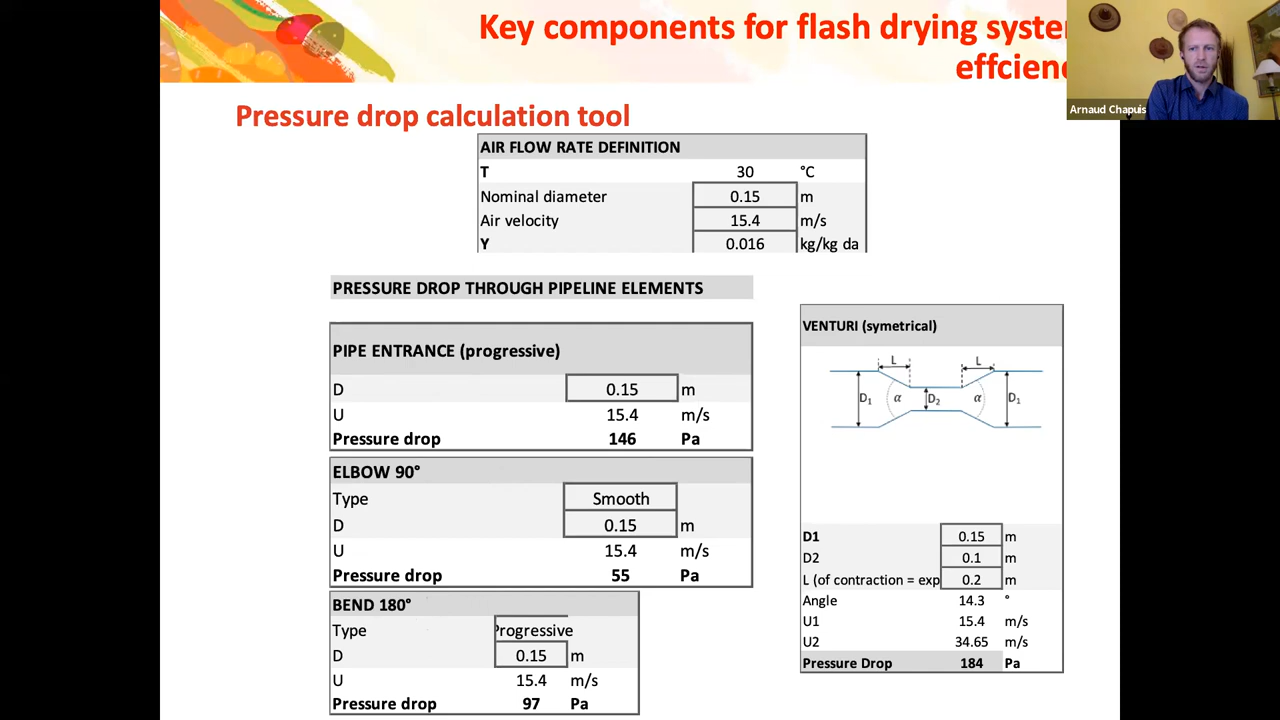 Key components for flash drying syste
effcien
Arnaud Chapuis
Pressure drop calculation tool
AIR FLOW RATE DEFINITION
T 30 °C
Nominal diameter 0.15 m
Air velocity 15.4 m/s
Y 0.016 kg/kg da
PRESSURE DROP THROUGH PIPELINE ELEMENTS
PIPE ENTRANCE (progressive)
D 0.15 m
U 15.4 m/s
Pressure drop 146 Pa
ELBOW 90°
Type Smooth
D 0.15 m
U 15.4 m/s
Pressure drop 55 Pa
BEND 180°
Type Progressive
D 0.15 m
U 15.4 m/s
Pressure drop 97 Pa
VENTURI (symetrical)
L L
D1 α D2 α D1
D1 0.15 m
D2 0.1 m
L (of contraction = exp 0.2 m
Angle 14.3 °
U1 15.4 m/s
U2 34.65 m/s
Pressure Drop 184 Pa